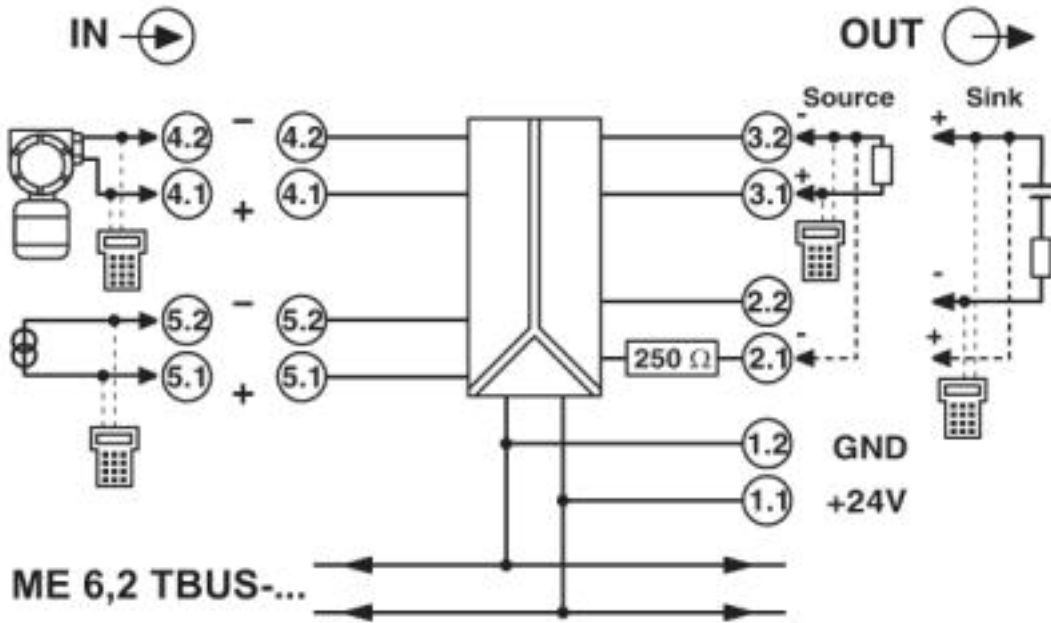 IN OUT
Source Sink
4.2 − 4.2 3.2 - +
4.1 + 4.1 3.1 +
5.2 − 5.2 2.2 -
5.1 + 5.1 250 Ω 2.1 - +
1.2 GND
1.1 +24V
ME 6,2 TBUS-...